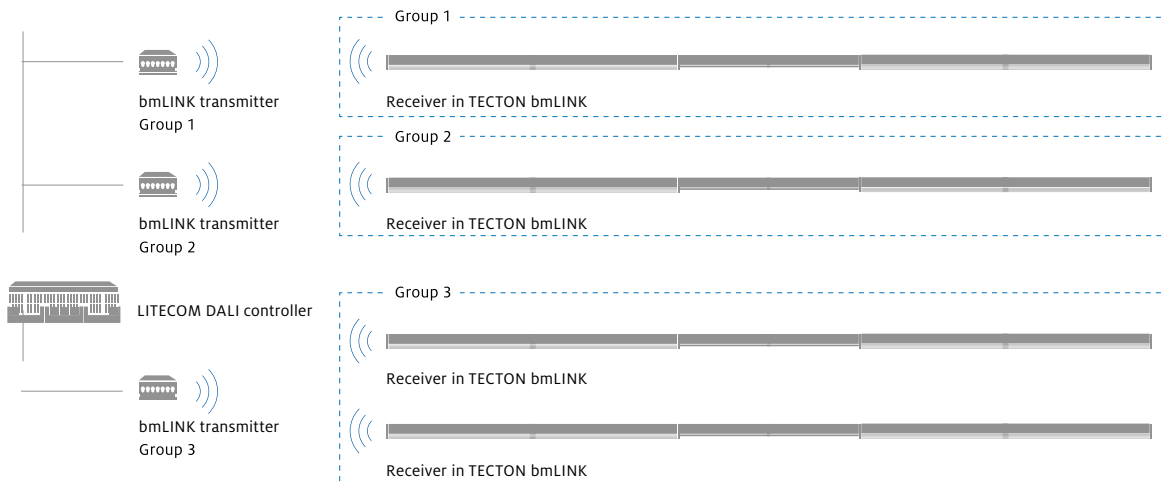 Group 1
bmLINK transmitter
Group 1
Receiver in TECTON bmLINK
Group 2
bmLINK transmitter
Group 2
Receiver in TECTON bmLINK
LITECOM DALI controller
Group 3
Receiver in TECTON bmLINK
bmLINK transmitter
Group 3
Receiver in TECTON bmLINK